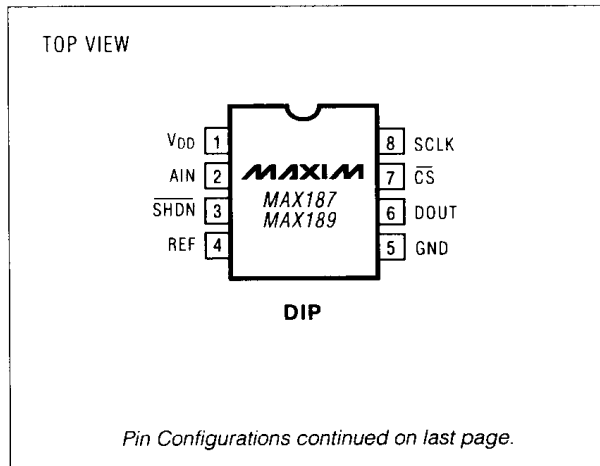 TOP VIEW
VDD 1
AIN 2
SHDN 3
REF 4
MAXIM
MAX187
MAX189
8 SCLK
7 CS
6 DOUT
5 GND
DIP
Pin Configurations continued on last page.